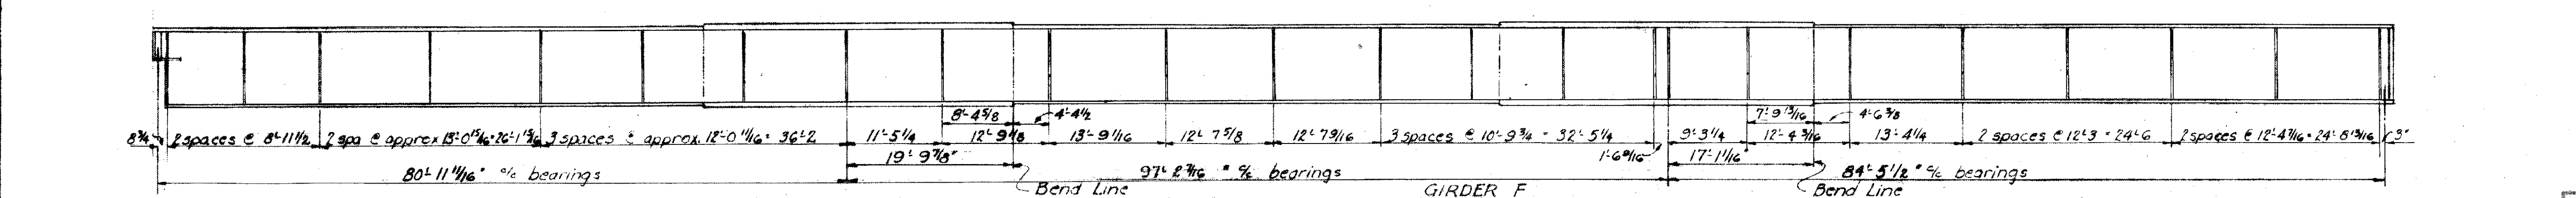 8'-4 5/8 4'-4 1/2 7'-9 13/16 4'-6 3/8
8 3/4 2 spaces @ 8'-11 1/2 2 spa @ approx 13'-0 15/16 = 26'-1 15/16 3 spaces @ approx. 12'-0 11/16 = 36'-2 11'-5 1/4 12'-9 1/8 13'-9 1/16 12'-7 5/8 12'-7 9/16 3 spaces @ 10'-9 3/4 = 32'-5 1/4 9'-3 1/4 12'-4 3/16 13'-4 1/4 2 spaces @ 12'-3 = 24'-6 2 spaces @ 12'-4 7/16 = 24'-8 13/16 3"
19'-9 7/8" 17'-1 1/16"
80'-11 11/16" c/c bearings 97'-2 7/16" c/c bearings 84'-5 1/2" c/c bearings
Bend Line GIRDER F Bend Line